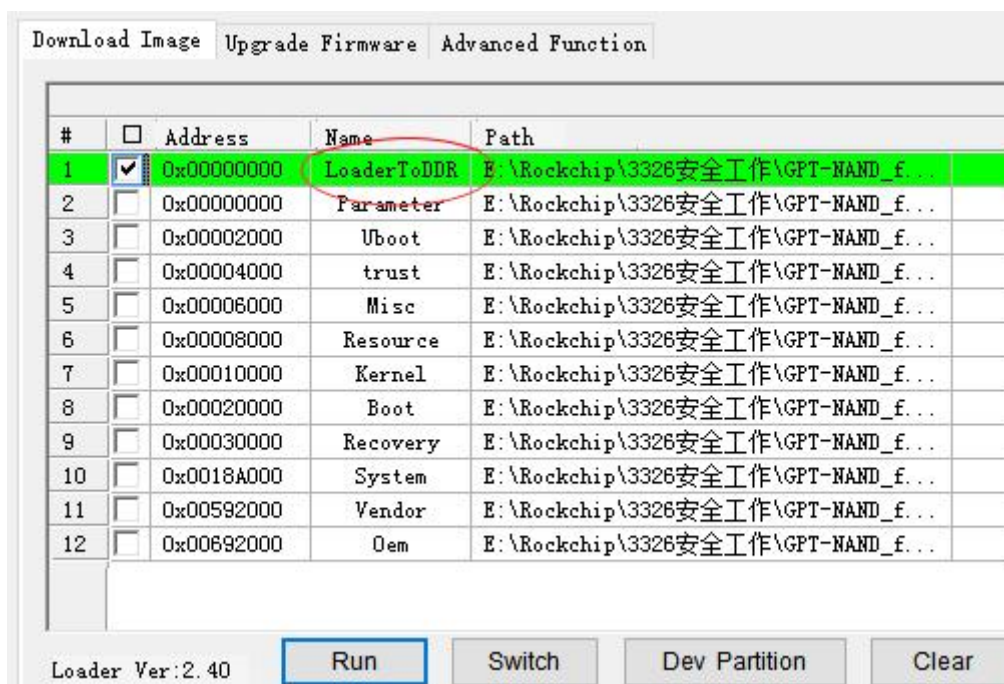 Download Image Upgrade Firmware Advanced Function
# Address Name Path
1 0x00000000 LoaderToDDR E:\Rockchip\3326安全工作\GPT-NAND_f...
2 0x00000000 Parameter E:\Rockchip\3326安全工作\GPT-NAND_f...
3 0x00002000 Uboot E:\Rockchip\3326安全工作\GPT-NAND_f...
4 0x00004000 trust E:\Rockchip\3326安全工作\GPT-NAND_f...
5 0x00006000 Misc E:\Rockchip\3326安全工作\GPT-NAND_f...
6 0x00008000 Resource E:\Rockchip\3326安全工作\GPT-NAND_f...
7 0x00010000 Kernel E:\Rockchip\3326安全工作\GPT-NAND_f...
8 0x00020000 Boot E:\Rockchip\3326安全工作\GPT-NAND_f...
9 0x00030000 Recovery E:\Rockchip\3326安全工作\GPT-NAND_f...
10 0x0018A000 System E:\Rockchip\3326安全工作\GPT-NAND_f...
11 0x00592000 Vendor E:\Rockchip\3326安全工作\GPT-NAND_f...
12 0x00692000 Oem E:\Rockchip\3326安全工作\GPT-NAND_f...
Loader Ver:2.40 Run Switch Dev Partition Clear